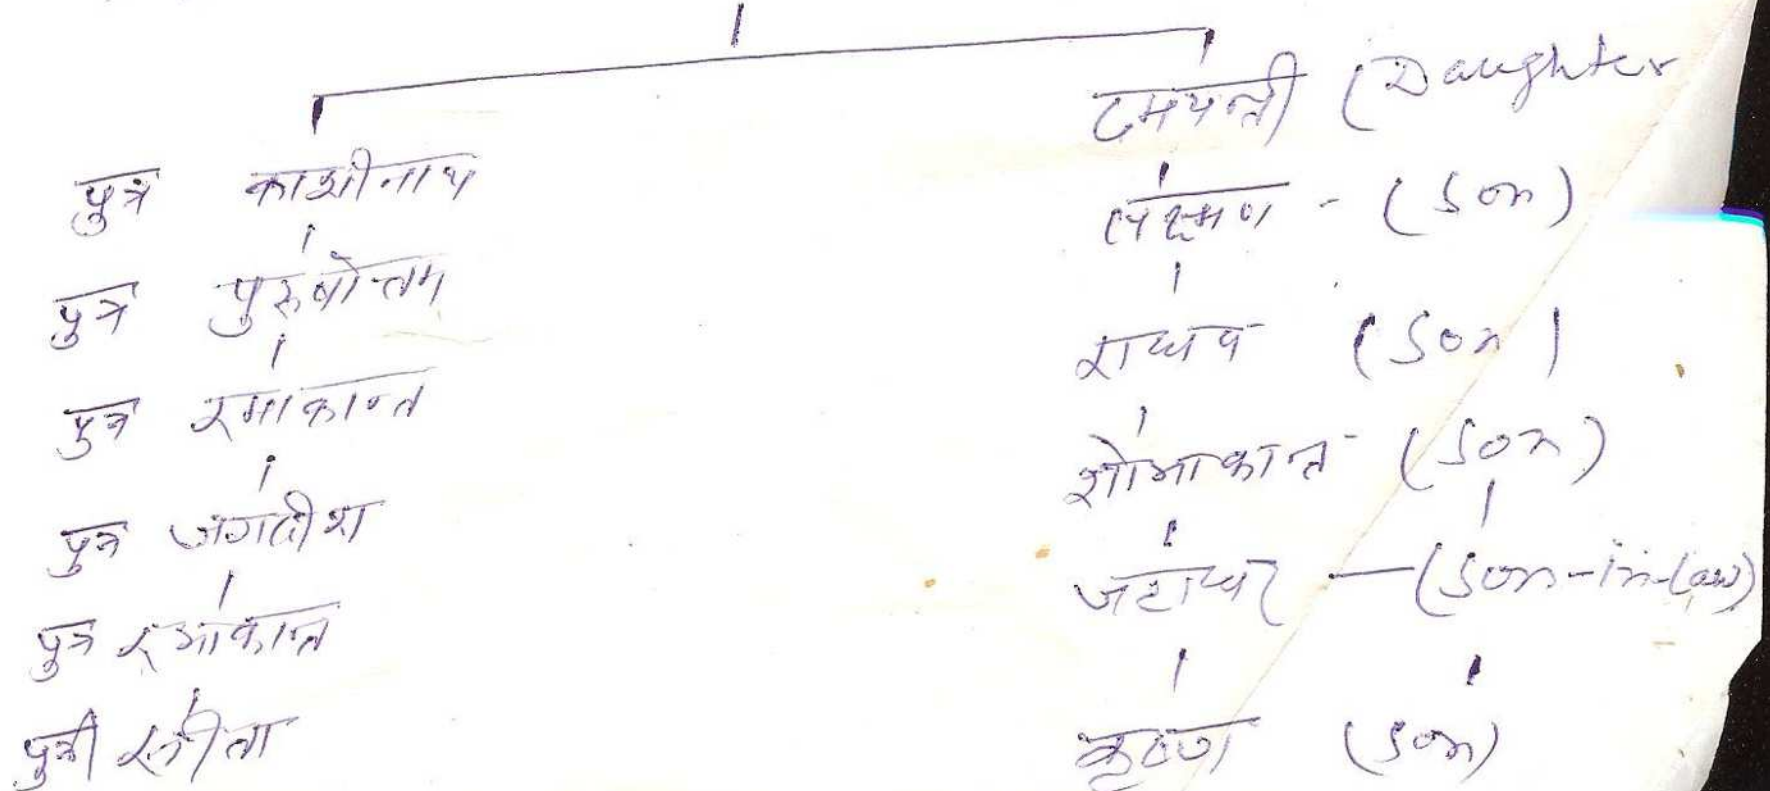 दमयन्ती (Daughter
पुत्र काशीनाथ
लक्ष्मण - (Son)
पुत्र पुरुषोत्तम
राघव (Son)
पुत्र रमाकान्त
शोभाकान्त - (Son)
पुत्र जगदीश
जटाधर - (Son-in-law)
पुत्र रमाकान्त
कृष्ण (Son)
पुत्री